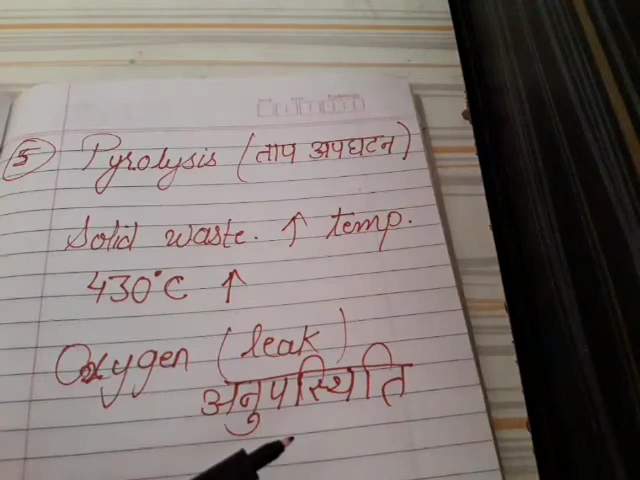 5 Pyrolysis (ताप अपघटन)
Solid waste. ↑ temp.
430°C ↑
Oxygen (leak)
अनुपस्थिति